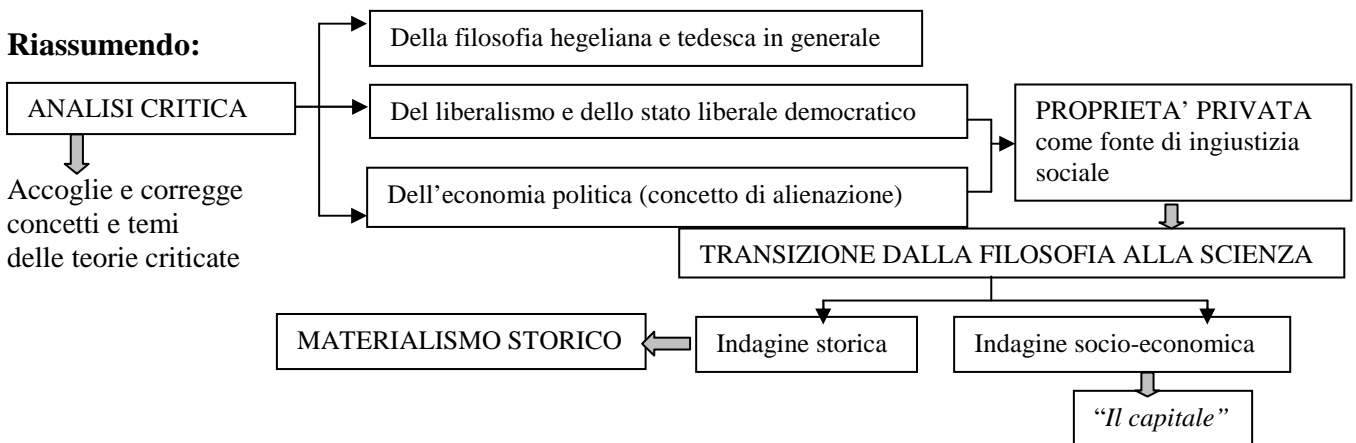 Riassumendo:
Della filosofia hegeliana e tedesca in generale
ANALISI CRITICA
Del liberalismo e dello stato liberale democratico
PROPRIETA’ PRIVATA
come fonte di ingiustizia
sociale
Accoglie e corregge
concetti e temi
delle teorie criticate
Dell’economia politica (concetto di alienazione)
TRANSIZIONE DALLA FILOSOFIA ALLA SCIENZA
MATERIALISMO STORICO
Indagine storica
Indagine socio-economica
“Il capitale”